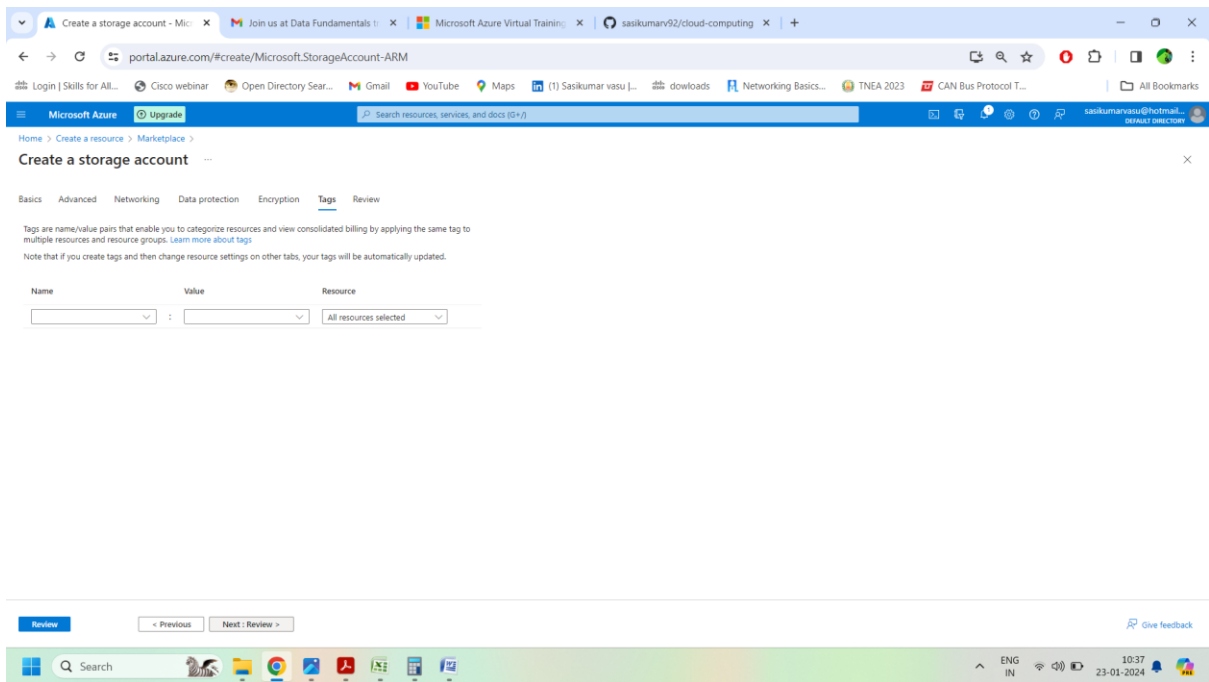 Create a storage account - Mic
Join us at Data Fundamentals t
Microsoft Azure Virtual Training
sasikumarv92/cloud-computing
portal.azure.com/#create/Microsoft.StorageAccount-ARM
Login | Skills for All... Cisco webinar Open Directory Sear... Gmail YouTube Maps (1) Sasikumar vasu |... dowloads Networking Basics... TNEA 2023 CAN Bus Protocol T... All Bookmarks
Microsoft Azure Upgrade Search resources, services, and docs (G+/) 1 sasikumarvasu@hotmail...
DEFAULT DIRECTORY
Home > Create a resource > Marketplace >
Create a storage account ...
Basics Advanced Networking Data protection Encryption Tags Review
Tags are name/value pairs that enable you to categorize resources and view consolidated billing by applying the same tag to
multiple resources and resource groups. Learn more about tags
Note that if you create tags and then change resource settings on other tabs, your tags will be automatically updated.
Name Value Resource
: All resources selected
Review < Previous Next : Review > Give feedback
Search ENG 10:37
IN 23-01-2024